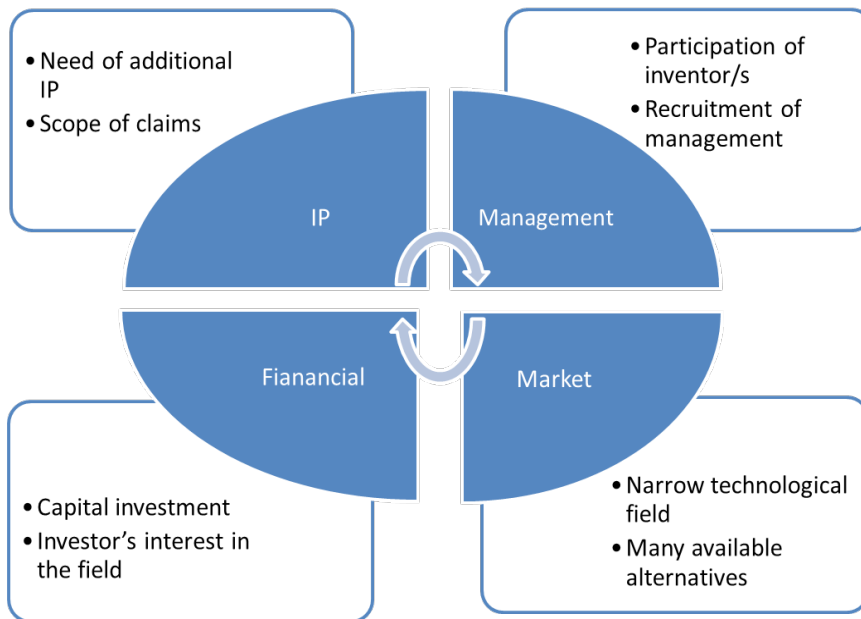 • Need of additional
IP
• Scope of claims
• Participation of
inventor/s
• Recruitment of
management
IP
Management
Fianancial
Market
• Capital investment
• Investor's interest in
the field
• Narrow technological
field
• Many available
alternatives